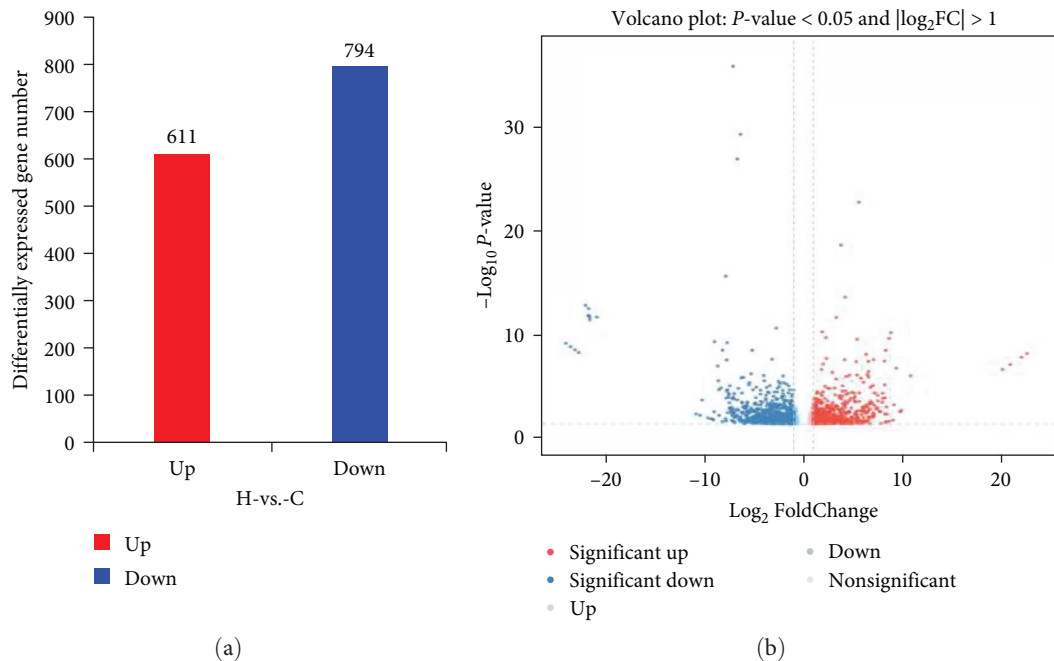 900
800
700
600
500
400
300
200
100
0
Differentially expressed gene number
611
794
Up
Down
H-vs.-C
Up
Down
(a)
Volcano plot: P-value < 0.05 and |log₂FC| > 1
30
20
10
0
–Log₁₀ P-value
–20
–10
0
10
20
Log₂ FoldChange
Significant up
Significant down
Up
Down
Nonsignificant
(b)